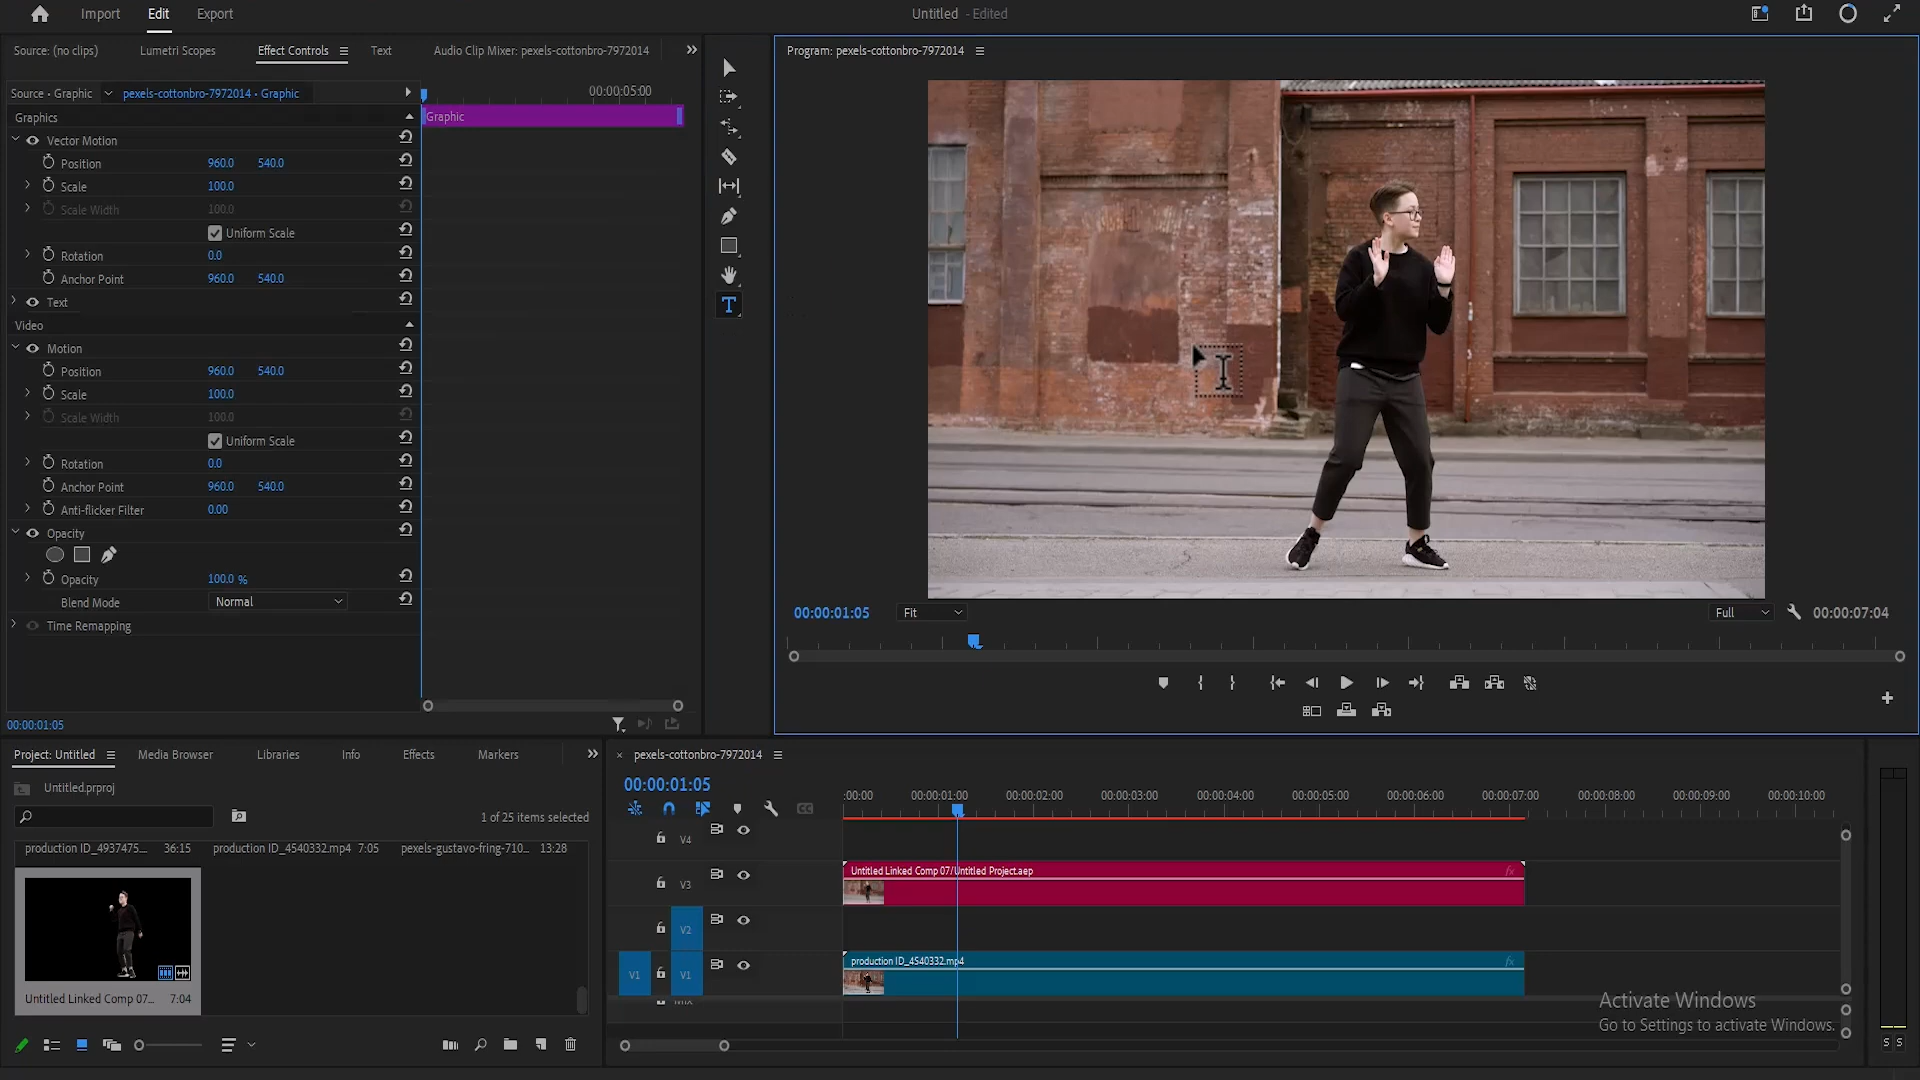 Import Edit Export
Untitled - Edited
Source: (no clips) Lumetri Scopes Effect Controls Text Audio Clip Mixer: pexels-cottonbro-7972014
Program: pexels-cottonbro-7972014
Source • Graphic pexels-cottonbro-7972014 • Graphic
00:00:05:00
Graphics
Graphic
Vector Motion
Position 960.0 540.0
Scale 100.0
Scale Width 100.0
Uniform Scale
Rotation 0.0
Anchor Point 960.0 540.0
Text
Video
Motion
Position 960.0 540.0
Scale 100.0
Scale Width 100.0
Uniform Scale
Rotation 0.0
Anchor Point 960.0 540.0
Anti-flicker Filter 0.00
Opacity
Opacity 100.0 %
Blend Mode Normal
Time Remapping
00:00:01:05
T
00:00:01:05 Fit Full 00:00:07:04
Project: Untitled Media Browser Libraries Info Effects Markers
Untitled.prproj
1 of 25 items selected
production ID_4937475... 36:15 production ID_4540332.mp4 7:05 pexels-gustavo-fring-710... 13:28
Untitled Linked Comp 07... 7:04
pexels-cottonbro-7972014
00:00:01:05
CC
:00:00 00:00:01:00 00:00:02:00 00:00:03:00 00:00:04:00 00:00:05:00 00:00:06:00 00:00:07:00 00:00:08:00 00:00:09:00 00:00:10:00
V4
V3 Untitled Linked Comp 07/Untitled Project.aep fx
V2
V1 V1 production ID_4540332.mp4 fx
Activate Windows
Go to Settings to activate Windows.
S S